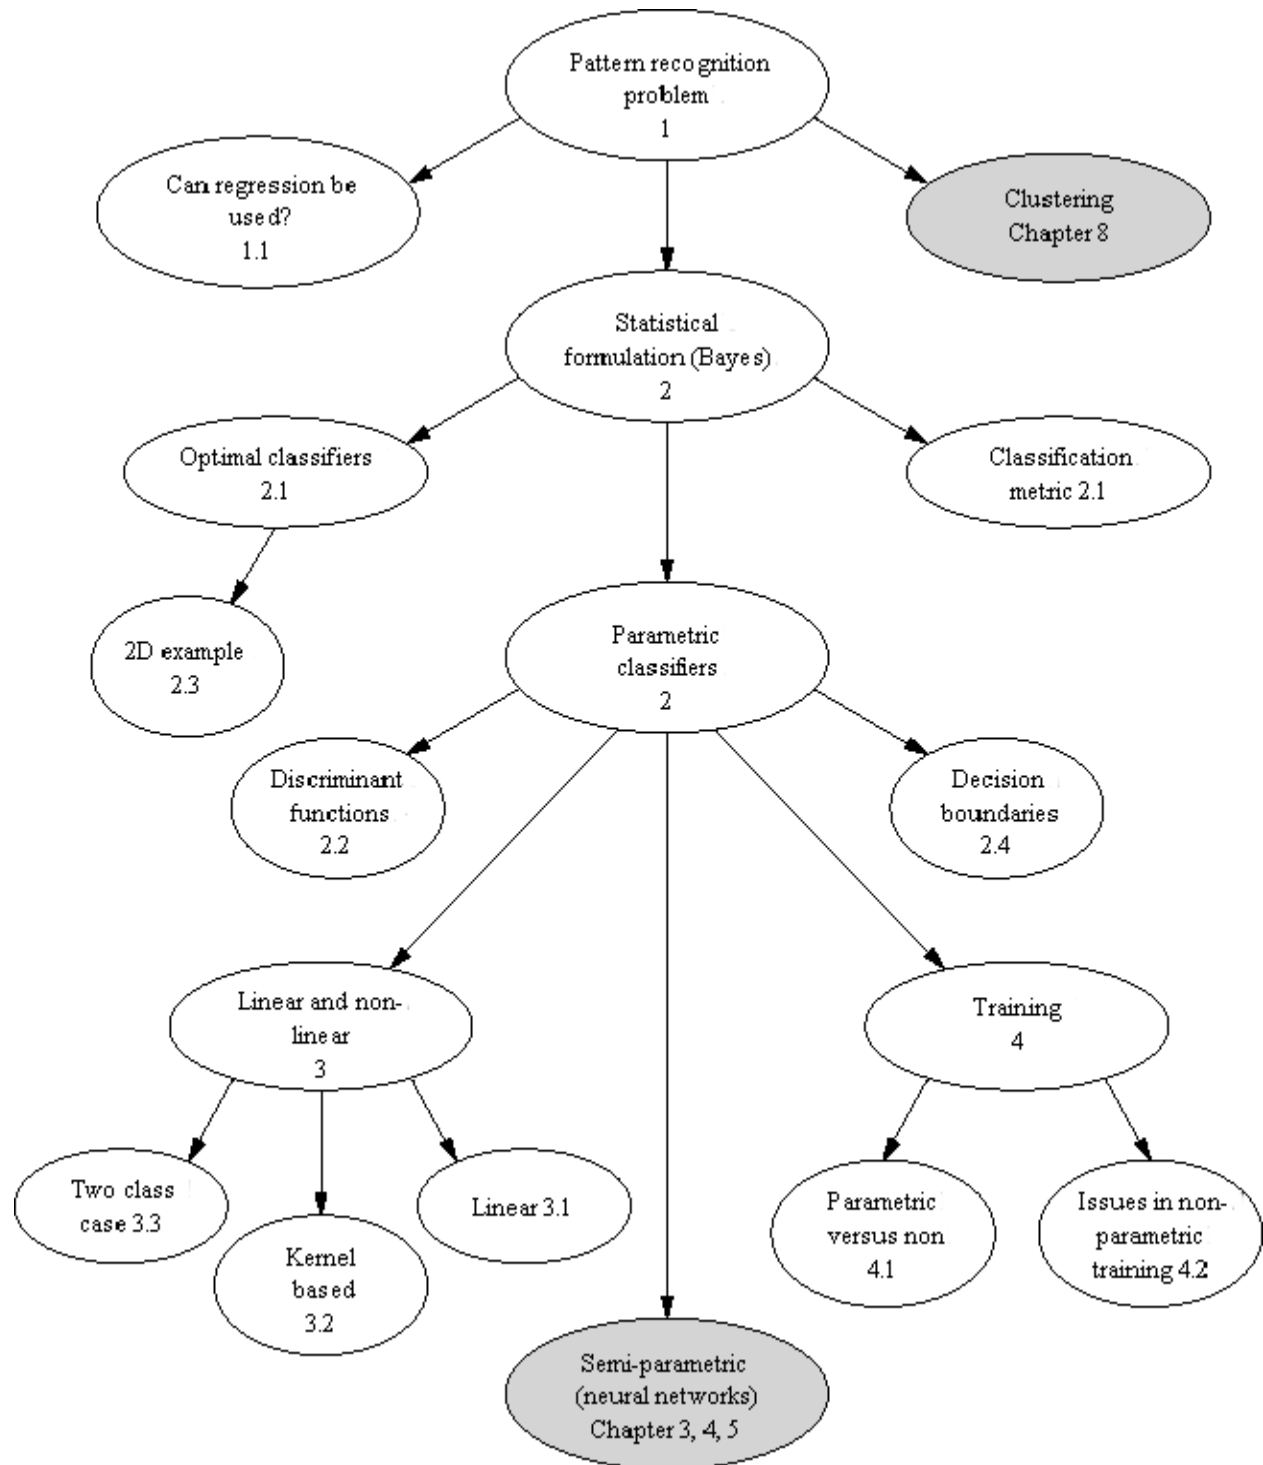 Pattern recognition
problem
1
Can regression be
used?
1.1
Clustering
Chapter 8
Statistical
formulation (Bayes)
2
Optimal classifiers
2.1
Classification
metric 2.1
2D example
2.3
Parametric
classifiers
2
Discriminant
functions
2.2
Decision
boundaries
2.4
Linear and non-
linear
3
Training
4
Two class
case 3.3
Kernel
based
3.2
Linear 3.1
Parametric
versus non
4.1
Issues in non-
parametric
training 4.2
Semi-parametric
(neural networks)
Chapter 3, 4, 5